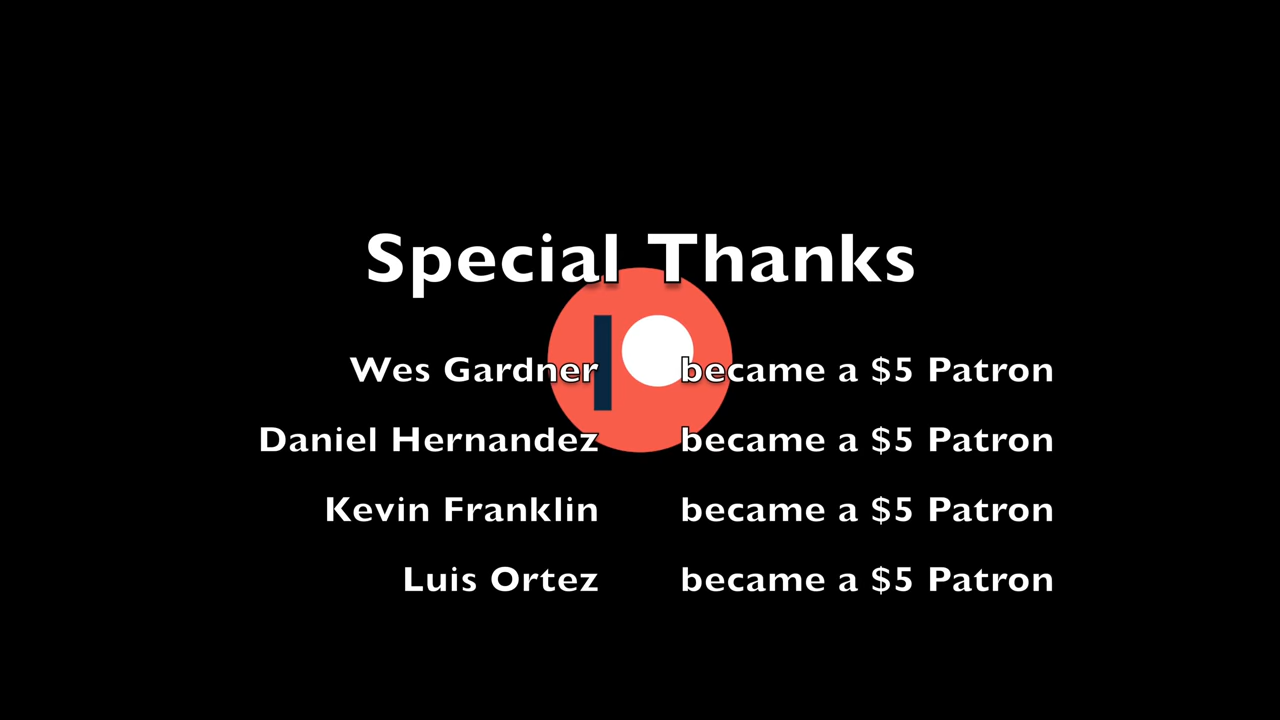 Special Thanks
Wes Gardner became a $5 Patron
Daniel Hernandez became a $5 Patron
Kevin Franklin became a $5 Patron
Luis Ortez became a $5 Patron